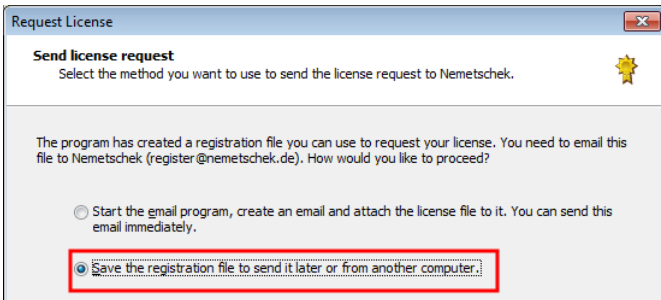 Request License
Send license request
Select the method you want to use to send the license request to Nemetschek.
The program has created a registration file you can use to request your license. You need to email this
file to Nemetschek (register@nemetschek.de). How would you like to proceed?
Start the email program, create an email and attach the license file to it. You can send this
email immediately.
Save the registration file to send it later or from another computer.